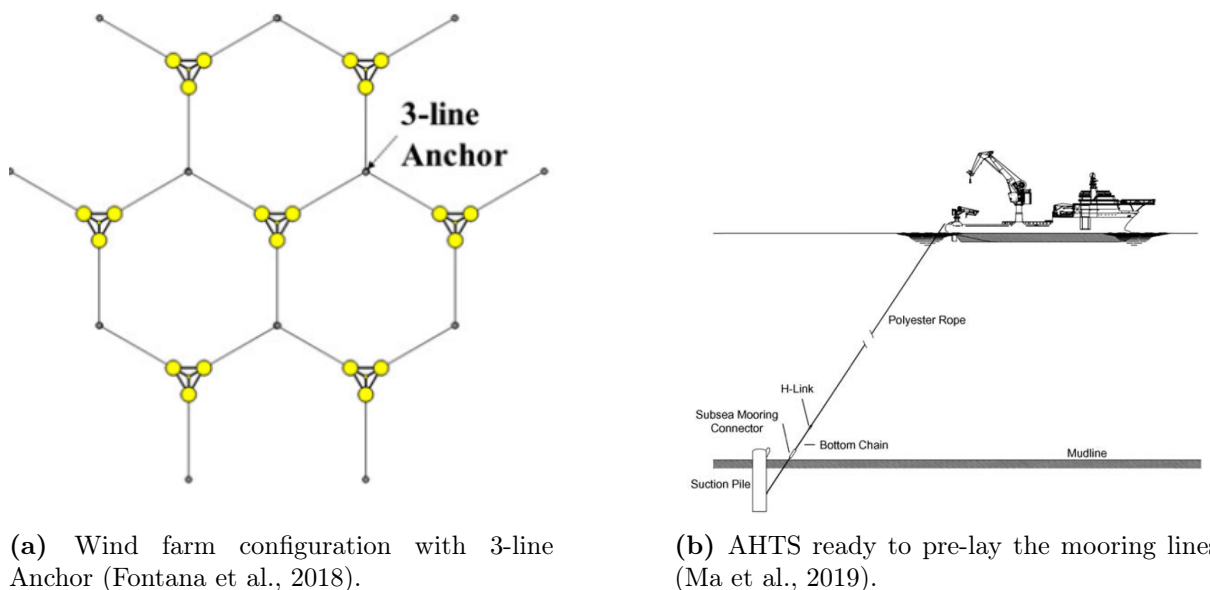 3-line
Anchor
Polyester Rope
H-Link
Subsea Mooring
Connector
Bottom Chain
Mudline
Suction Pile
(a) Wind farm configuration with 3-line
Anchor (Fontana et al., 2018).
(b) AHTS ready to pre-lay the mooring lines
(Ma et al., 2019).